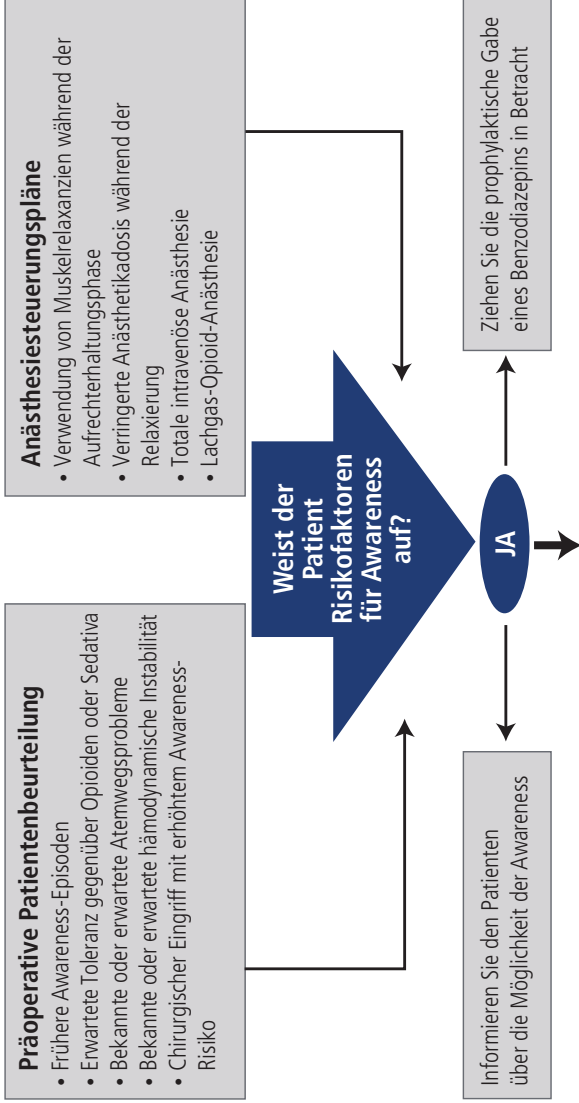 Präoperative Patientenbeurteilung
• Frühere Awareness-Episoden
• Erwartete Toleranz gegenüber Opioiden oder Sedativa
• Bekannte oder erwartete Atemwegsprobleme
• Bekannte oder erwartete hämodynamische Instabilität
• Chirurgischer Eingriff mit erhöhtem Awareness-
Risiko
Anästhesiesteuerungspläne
• Verwendung von Muskelrelaxanzien während der
Aufrechterhaltungsphase
• Verringerte Anästhetikadosis während der
Relaxierung
• Totale intravenöse Anästhesie
• Lachgas-Opioid-Anästhesie
Weist der
Patient
Risikofaktoren
für Awareness
auf?
JA
Informieren Sie den Patienten
über die Möglichkeit der Awareness
Ziehen Sie die prophylaktische Gabe
eines Benzodiazepins in Betracht